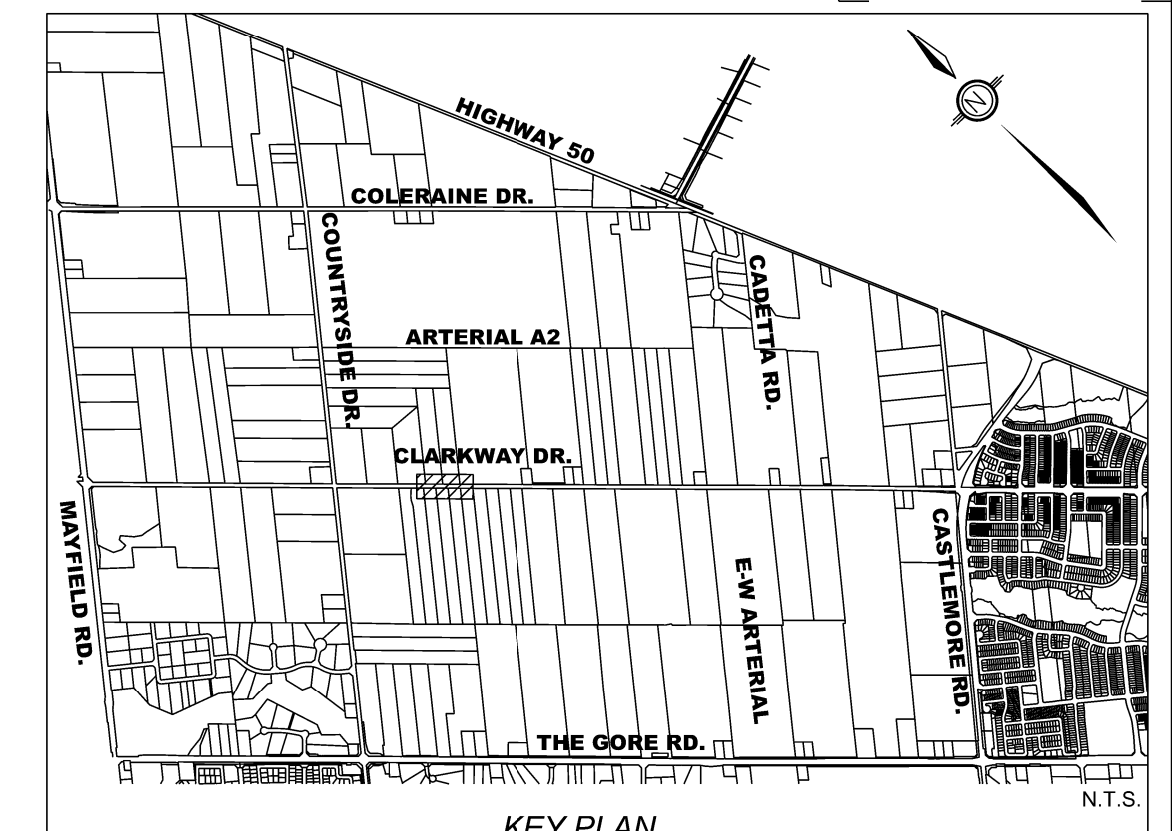 HIGHWAY 50
N
COLERAINE DR.
COUNTRYSIDE DR.
CADETTA RD.
ARTERIAL A2
CLARKWAY DR.
MAYFIELD RD.
CASTLEMORE RD.
E-W ARTERIAL
THE GORE RD.
N.T.S.
KEY PLAN